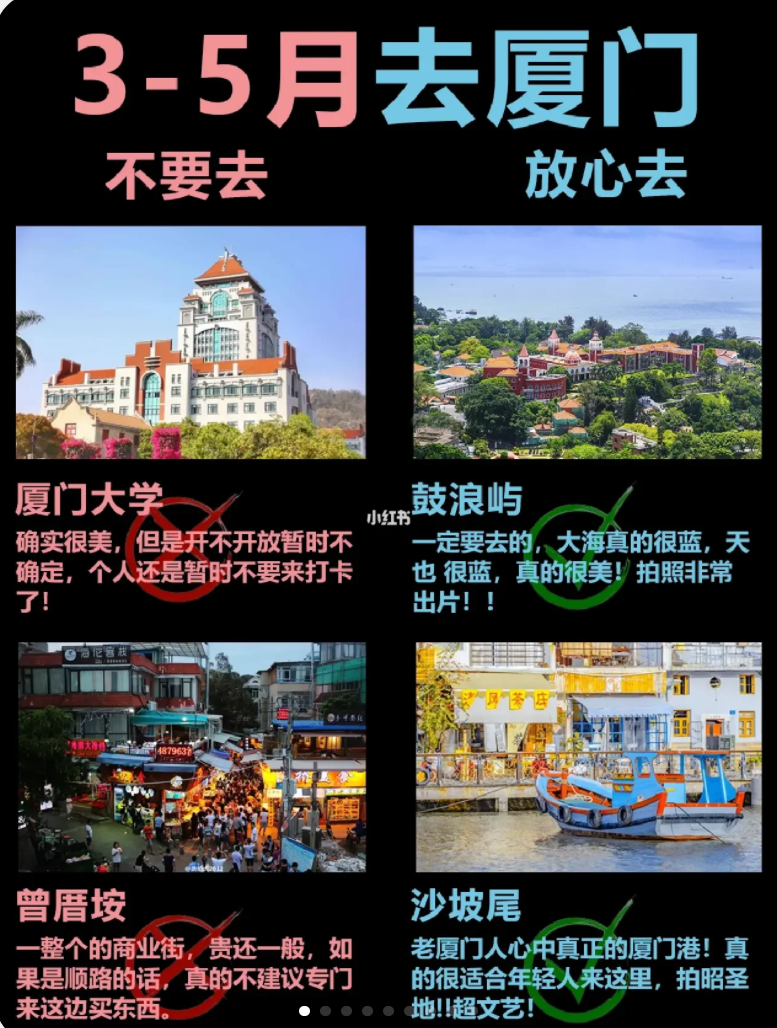 3-5月去厦门
不要去
放心去
厦门大学
确实很美，但是开不开放暂时不
确定，个人还是暂时不要来打卡
了！
小红书
鼓浪屿
一定要去的，大海真的很蓝，天
也 很蓝，真的很美！拍照非常
出片！！
4879637
曾厝垵
一整个的商业街，贵还一般，如
果是顺路的话，真的不建议专门
来这边买东西。
沙坡尾
老厦门人心中真正的厦门港！真
的很适合年轻人来这里，拍昭圣
地!!超文艺！